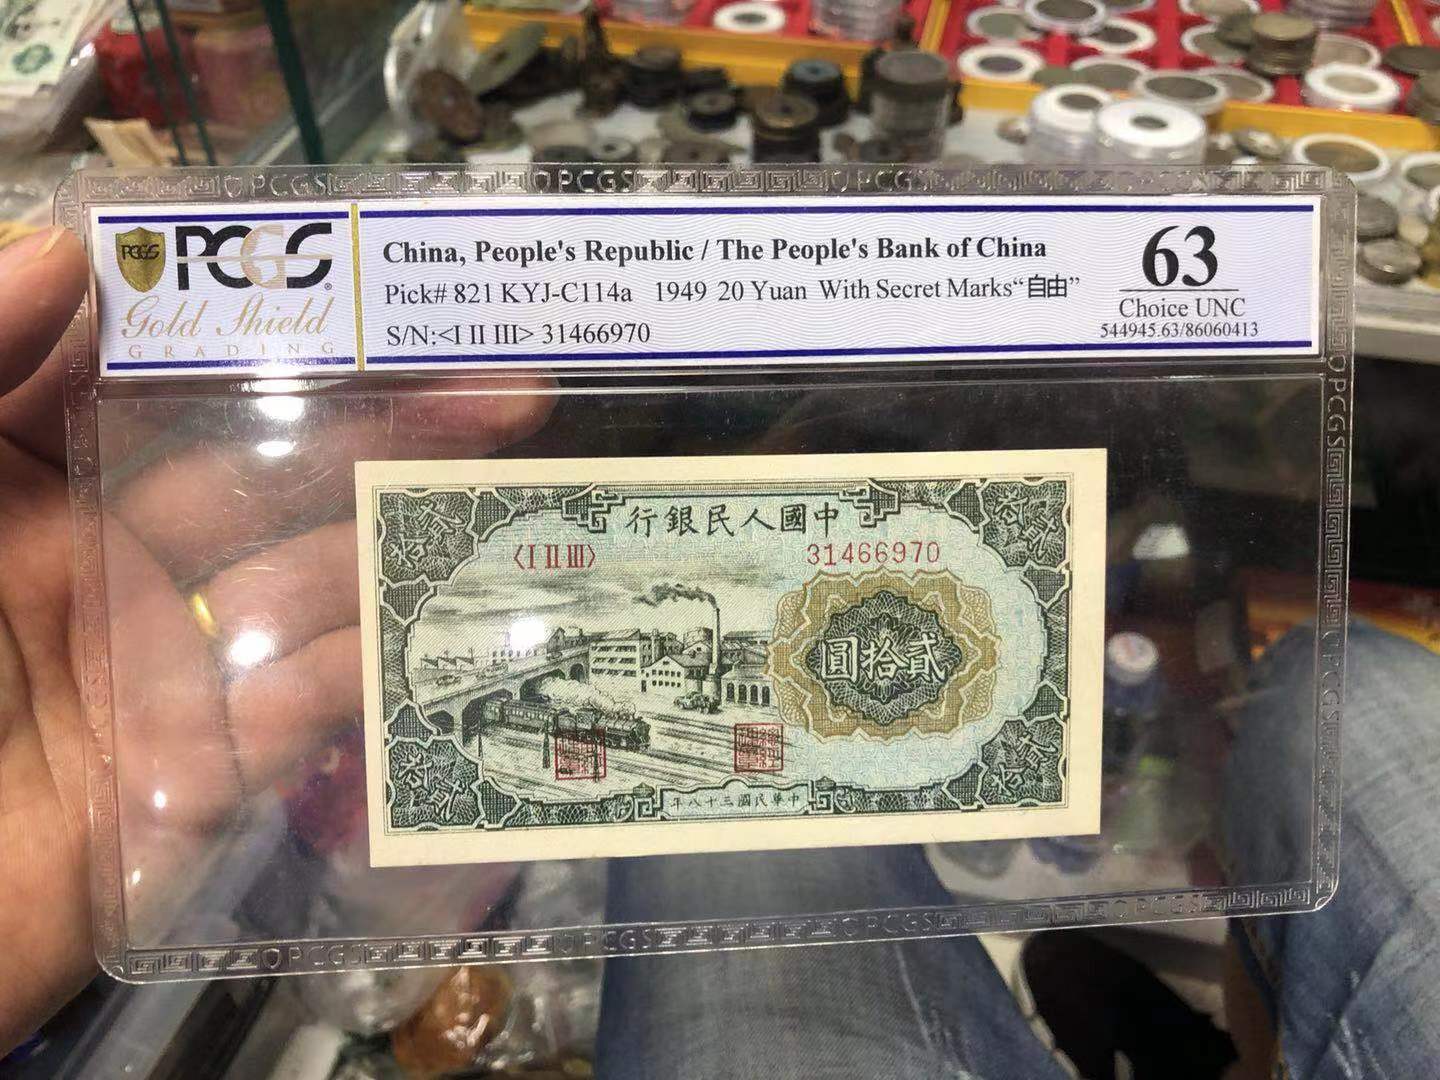 PCGS
PCGS
Gold Shield
GRADING
China, People's Republic / The People's Bank of China
Pick# 821 KYJ-C114a 1949 20 Yuan With Secret Marks“自由”
S/N:<I II III> 31466970
63
Choice UNC
544945.63/86060413
行銀民人國中
〈I II III〉
31466970
圓拾貳
年八十三國民華中